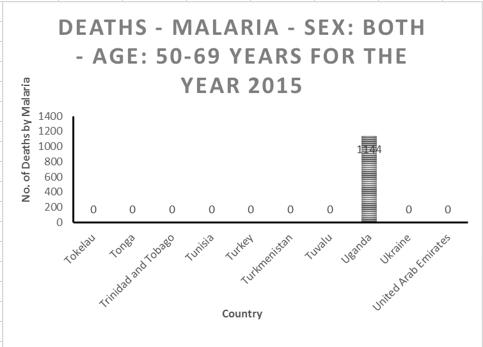 DEATHS - MALARIA - SEX: BOTH
- AGE: 50-69 YEARS FOR THE
YEAR 2015
No. of Deaths by Malaria
1400
1200
1000
800
600
400
200
0
0
0
0
0
0
0
0
1144
0
0
Tokelau
Tonga
Trinidad and Tobago
Tunisia
Turkey
Turkmenistan
Tuvalu
Uganda
Ukraine
United Arab Emirates
Country